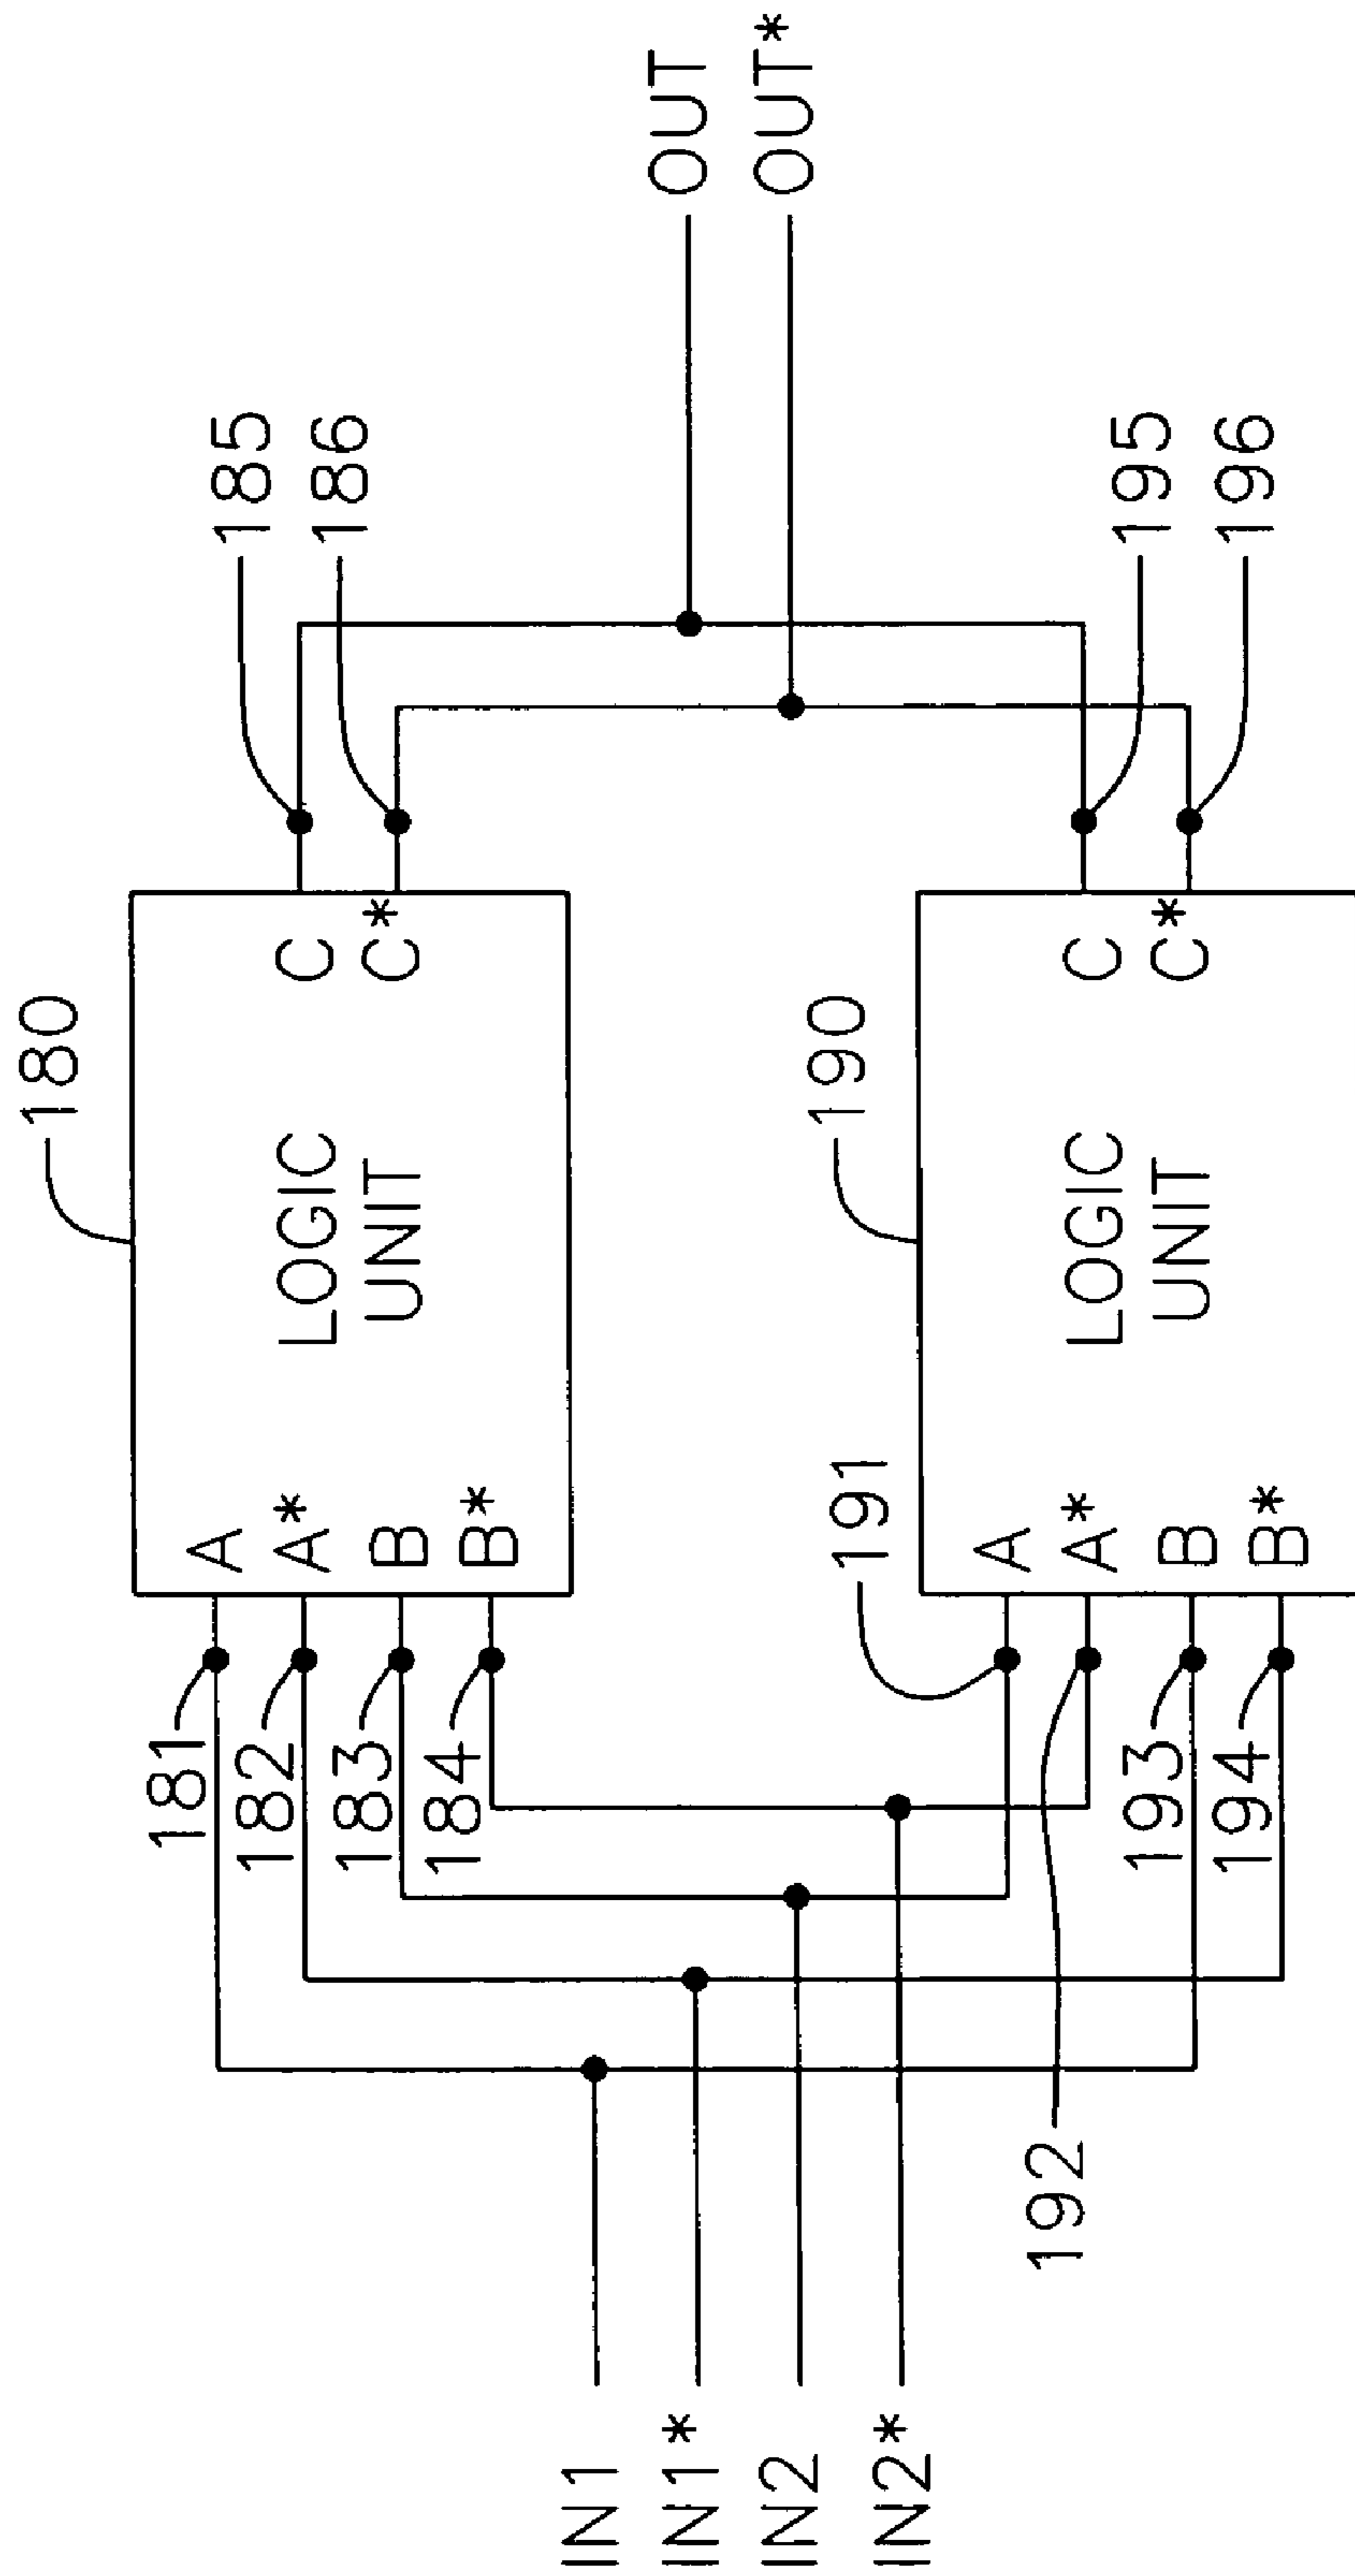 180
LOGIC
UNIT
A
A*
B
B*
C
C*
181
182
183
184
185
186
190
LOGIC
UNIT
A
A*
B
B*
C
C*
191
192
193
194
195
196
IN1
IN1*
IN2
IN2*
OUT
OUT*